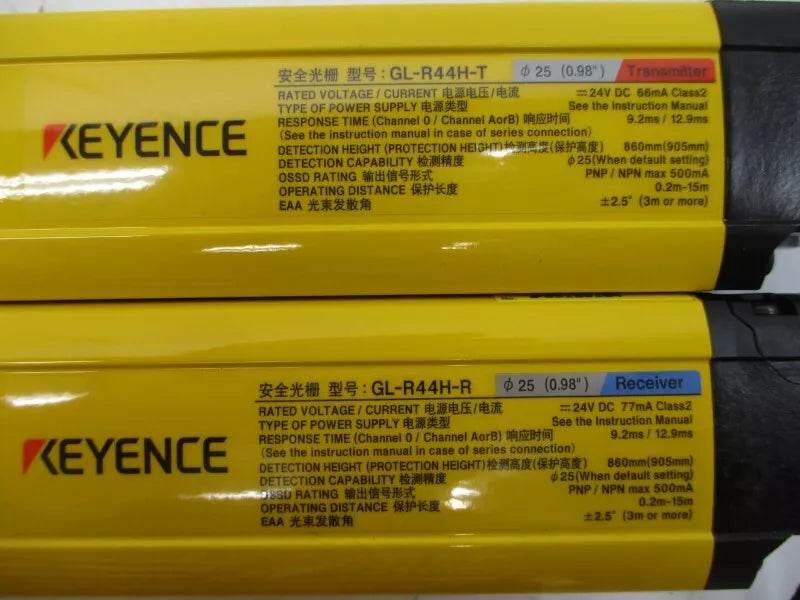 KEYENCE
安全光栅 型号：GL-R44H-T ϕ25 (0.98") Transmitter
RATED VOLTAGE / CURRENT 电源电压/电流 ⎓24V DC 66mA Class2
TYPE OF POWER SUPPLY 电源类型 See the Instruction Manual
RESPONSE TIME (Channel 0 / Channel AorB) 响应时间 9.2ms / 12.9ms
(See the instruction manual in case of series connection)
DETECTION HEIGHT (PROTECTION HEIGHT) 检测高度(保护高度) 860mm(905mm)
DETECTION CAPABILITY 检测精度 ϕ25(When default setting)
OSSD RATING 输出信号形式 PNP / NPN max 500mA
OPERATING DISTANCE 保护长度 0.2m-15m
EAA 光束发散角 ±2.5° (3m or more)
KEYENCE
安全光栅 型号：GL-R44H-R ϕ25 (0.98") Receiver
RATED VOLTAGE / CURRENT 电源电压/电流 ⎓24V DC 77mA Class2
TYPE OF POWER SUPPLY 电源类型 See the Instruction Manual
RESPONSE TIME (Channel 0 / Channel AorB) 响应时间 9.2ms / 12.9ms
(See the instruction manual in case of series connection)
DETECTION HEIGHT (PROTECTION HEIGHT) 检测高度(保护高度) 860mm(905mm)
DETECTION CAPABILITY 检测精度 ϕ25(When default setting)
OSSD RATING 输出信号形式 PNP / NPN max 500mA
OPERATING DISTANCE 保护长度 0.2m-15m
EAA 光束发散角 ±2.5° (3m or more)